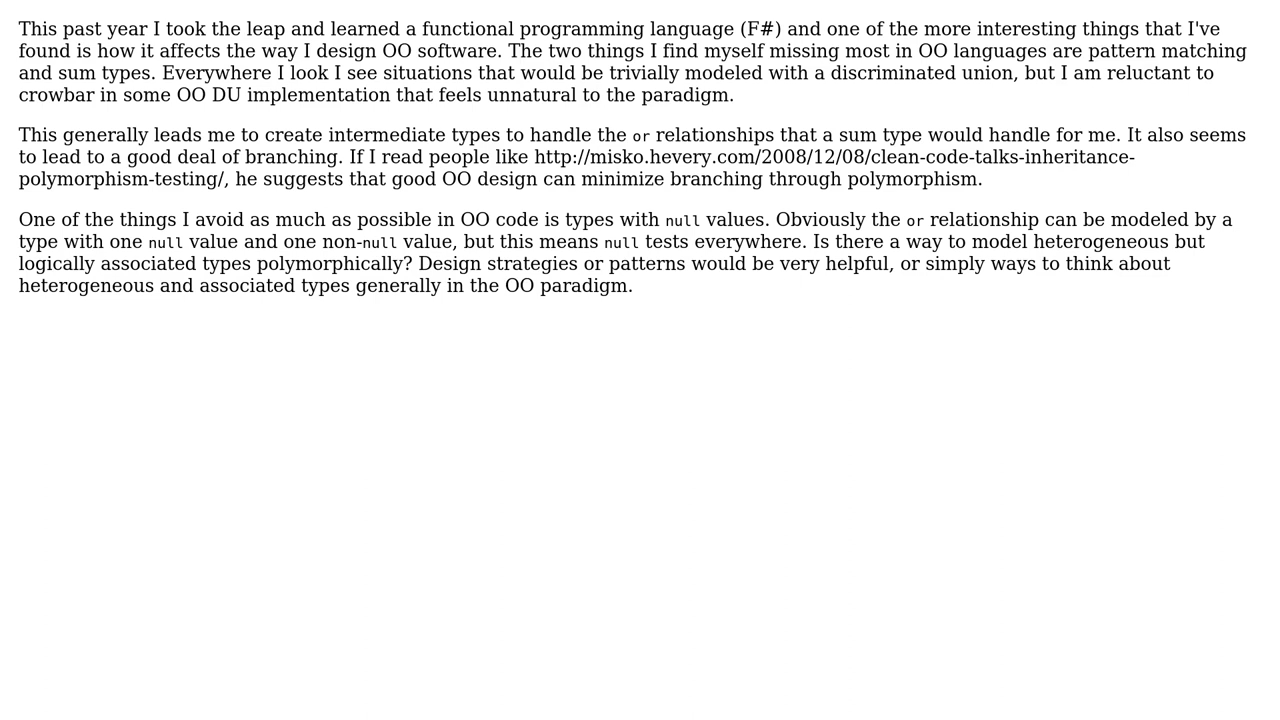 This past year I took the leap and learned a functional programming language (F#) and one of the more interesting things that I've
found is how it affects the way I design OO software. The two things I find myself missing most in OO languages are pattern matching
and sum types. Everywhere I look I see situations that would be trivially modeled with a discriminated union, but I am reluctant to
crowbar in some OO DU implementation that feels unnatural to the paradigm.
This generally leads me to create intermediate types to handle the or relationships that a sum type would handle for me. It also seems
to lead to a good deal of branching. If I read people like http://misko.hevery.com/2008/12/08/clean-code-talks-inheritance-
polymorphism-testing/, he suggests that good OO design can minimize branching through polymorphism.
One of the things I avoid as much as possible in OO code is types with null values. Obviously the or relationship can be modeled by a
type with one null value and one non-null value, but this means null tests everywhere. Is there a way to model heterogeneous but
logically associated types polymorphically? Design strategies or patterns would be very helpful, or simply ways to think about
heterogeneous and associated types generally in the OO paradigm.